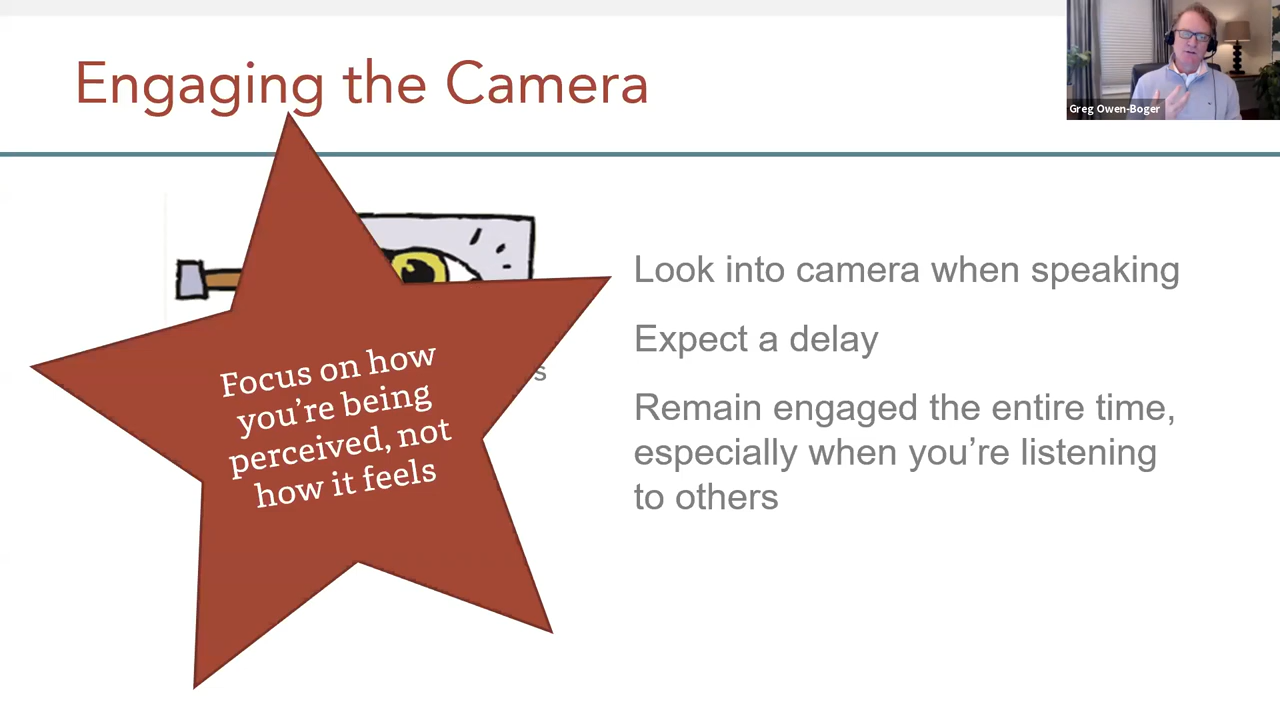 Engaging the Camera
Greg Owen-Boger
Focus on how
you're being
perceived, not
how it feels
Look into camera when speaking
Expect a delay
Remain engaged the entire time,
especially when you're listening
to others